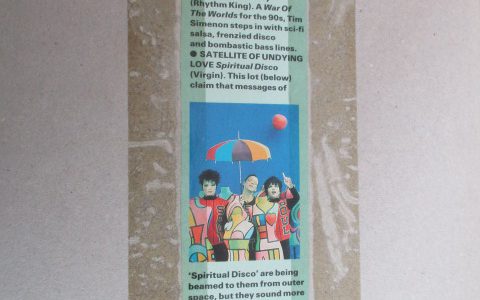 (Rhythm King). A War Of
The Worlds for the 90s, Tim
Simenon steps in with sci-fi
salsa, frenzied disco
and bombastic bass lines.
● SATELLITE OF UNDYING
LOVE Spiritual Disco
(Virgin). This lot (below)
claim that messages of
'Spiritual Disco' are being
beamed to them from outer
space, but they sound more